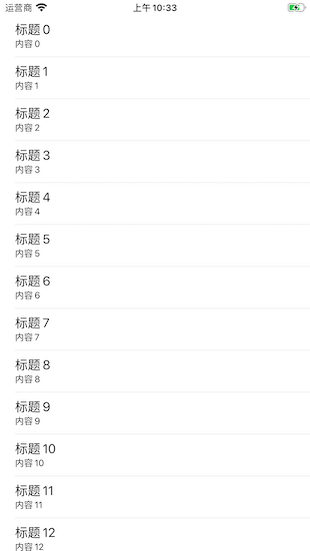 运营商 上午 10:33
标题 0
内容 0
标题 1
内容 1
标题 2
内容 2
标题 3
内容 3
标题 4
内容 4
标题 5
内容 5
标题 6
内容 6
标题 7
内容 7
标题 8
内容 8
标题 9
内容 9
标题 10
内容 10
标题 11
内容 11
标题 12
内容 12